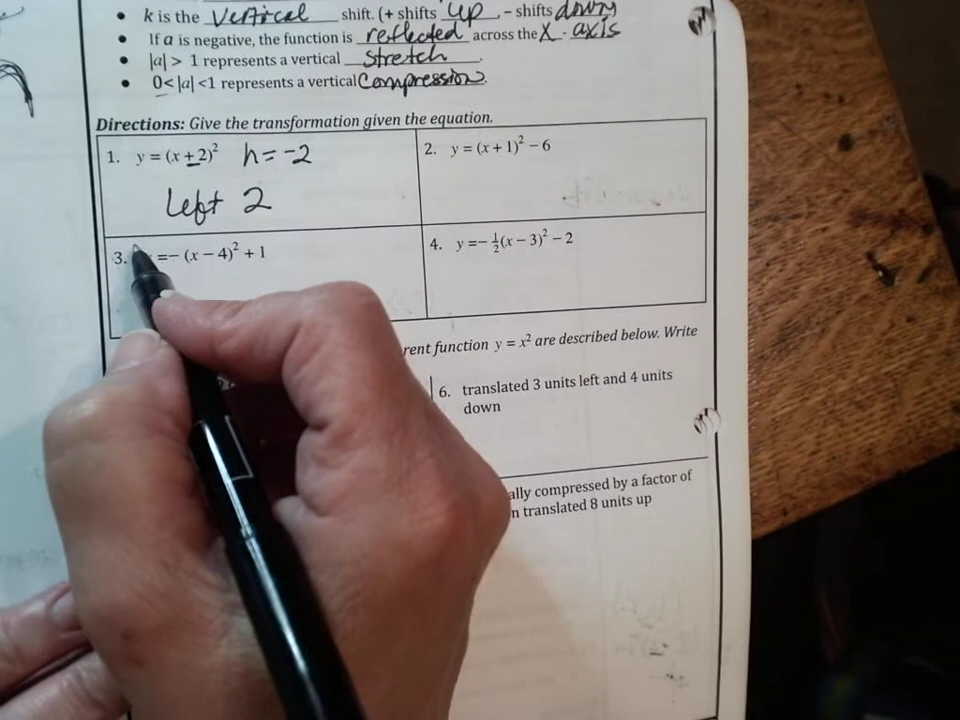 • k is the vertical shift. (+ shifts up, - shifts down
• If a is negative, the function is reflected across the x-axis
• |a| > 1 represents a vertical stretch.
• 0< |a| <1 represents a vertical compression.
Directions: Give the transformation given the equation.
1. y = (x + 2)² h = -2
left 2
2. y = (x + 1)² − 6
3. =− (x − 4)² + 1
4. y =− 1/2(x − 3)² − 2
function y = x² are described below. Write
6. translated 3 units left and 4 units
down
compressed by a factor of
translated 8 units up